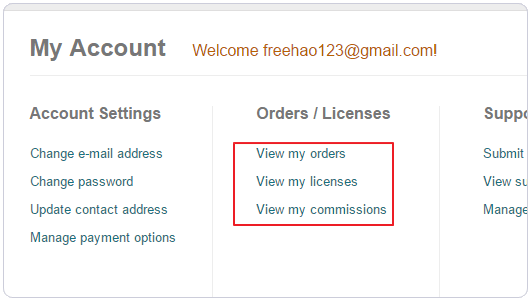 My Account Welcome freehao123@gmail.com!
Account Settings
Change e-mail address
Change password
Update contact address
Manage payment options
Orders / Licenses
View my orders
View my licenses
View my commissions
Suppo
Submit
View su
Manage